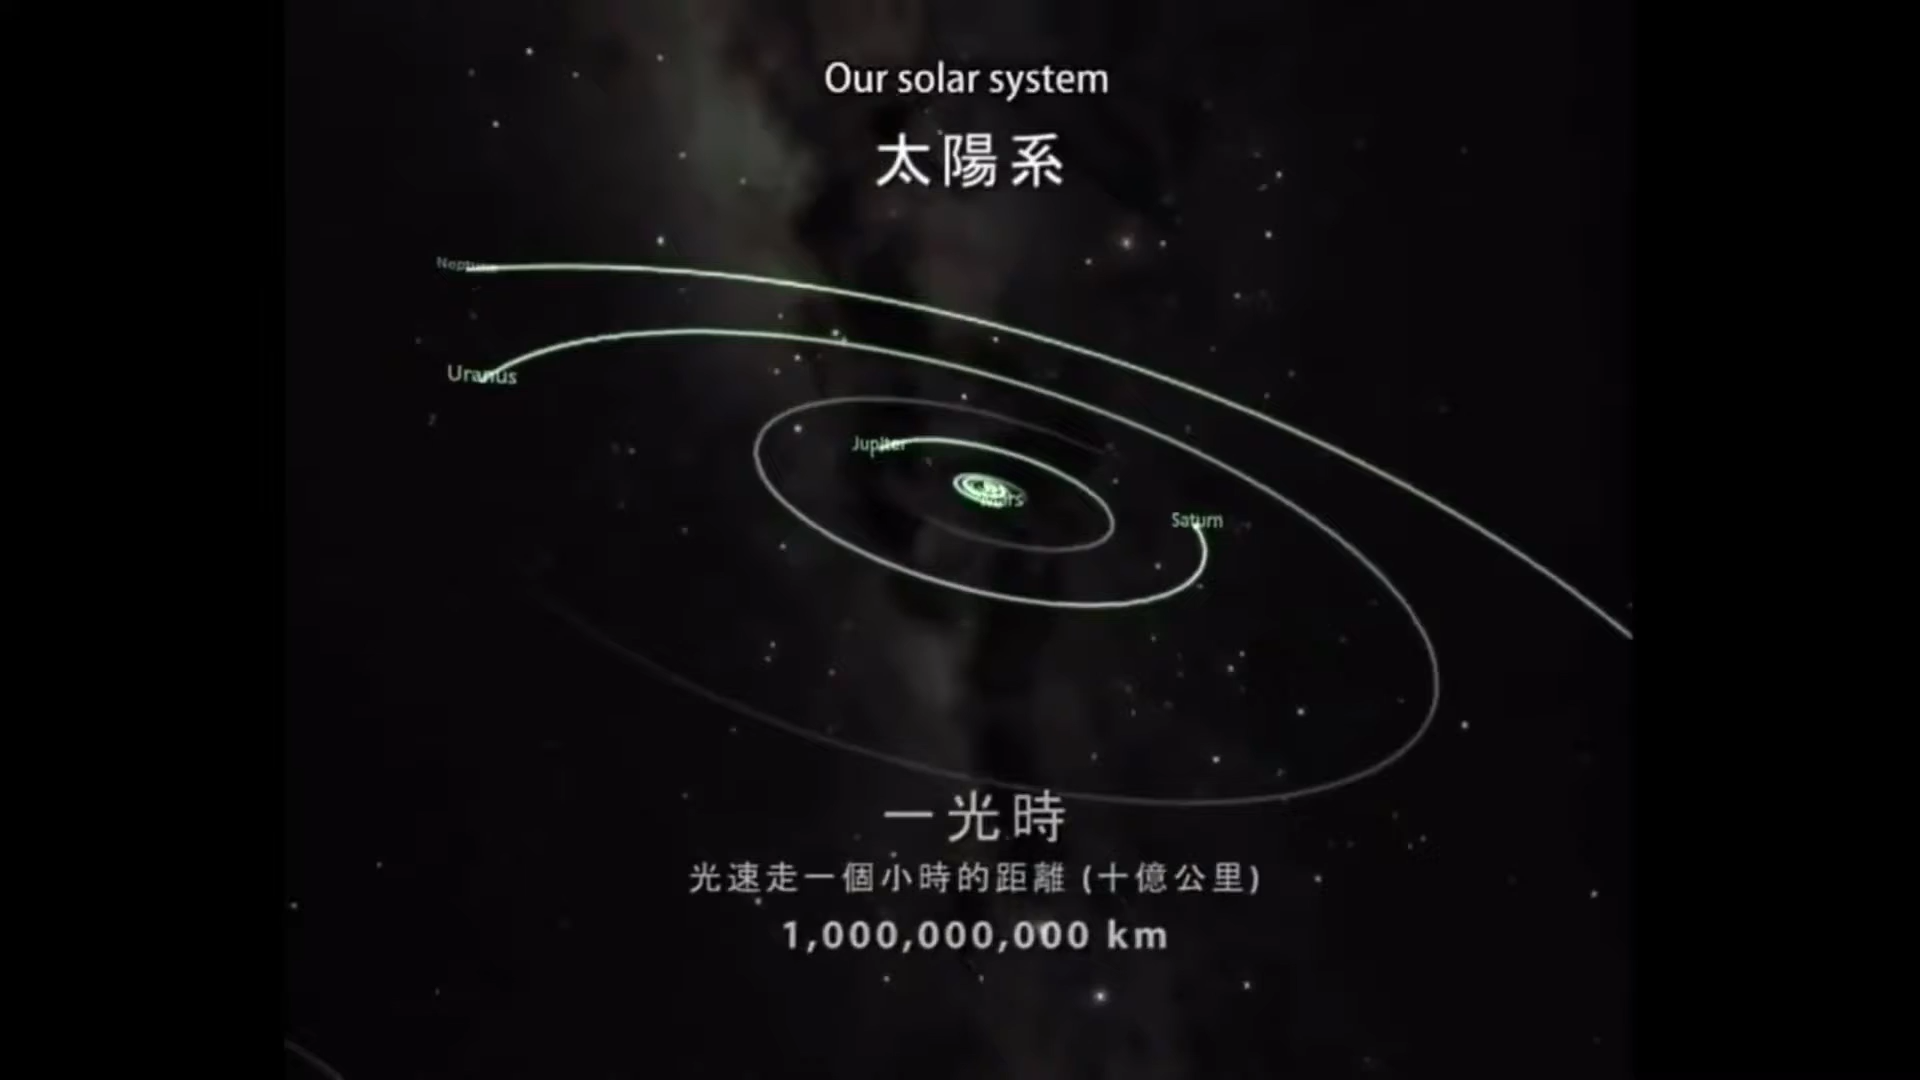 Our solar system
太陽系
Neptune
Uranus
Jupiter
Saturn
一光時
光速走一個小時的距離 (十億公里)
1,000,000,000 km